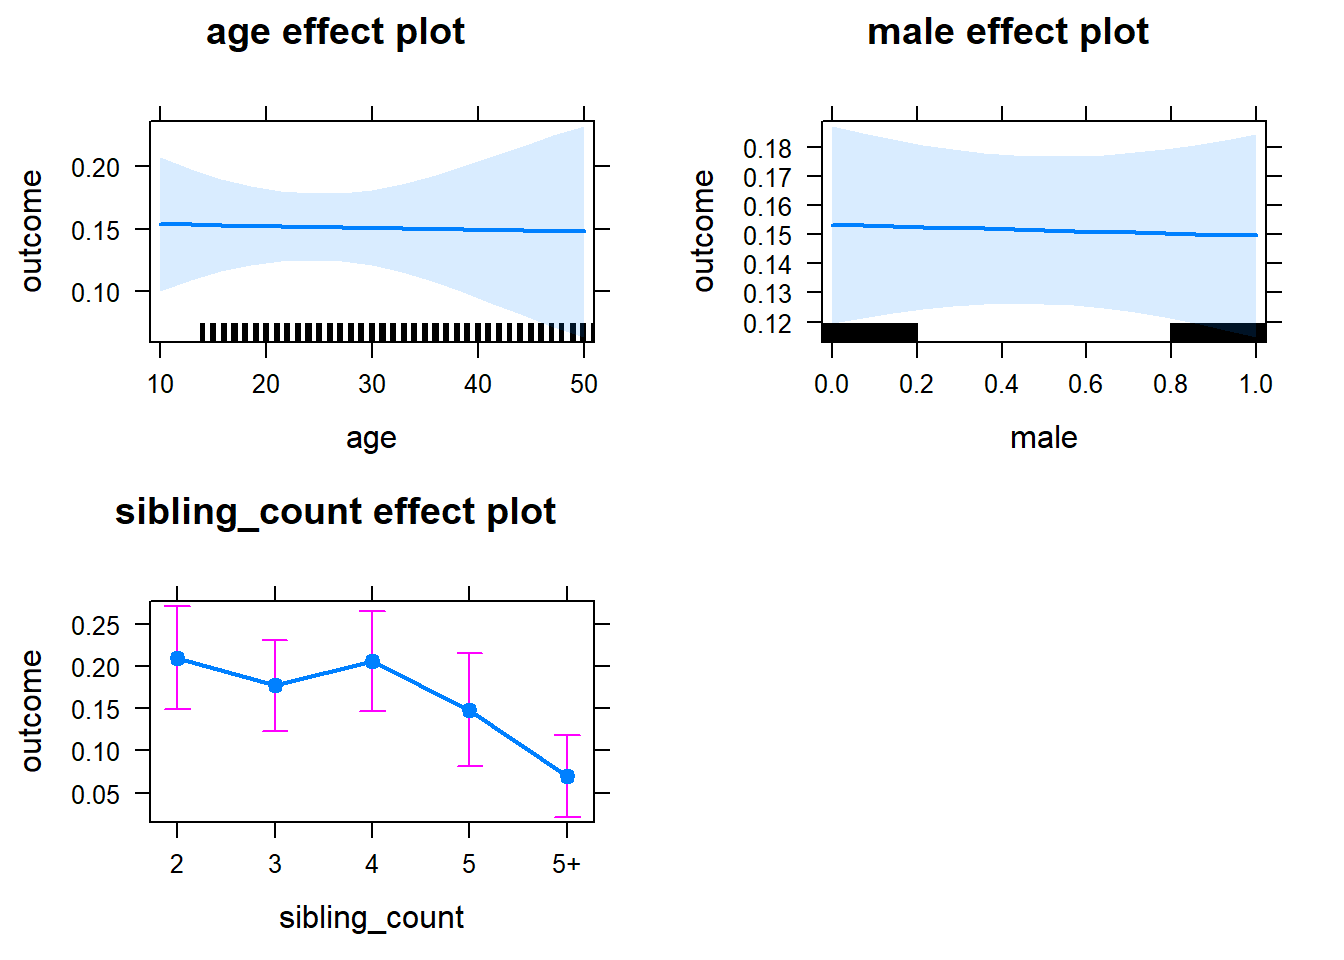 age effect plot
outcome
0.20
0.15
0.10
10 20 30 40 50
age
male effect plot
outcome
0.18
0.17
0.16
0.15
0.14
0.13
0.12
0.0 0.2 0.4 0.6 0.8 1.0
male
sibling_count effect plot
outcome
0.25
0.20
0.15
0.10
0.05
2 3 4 5 5+
sibling_count